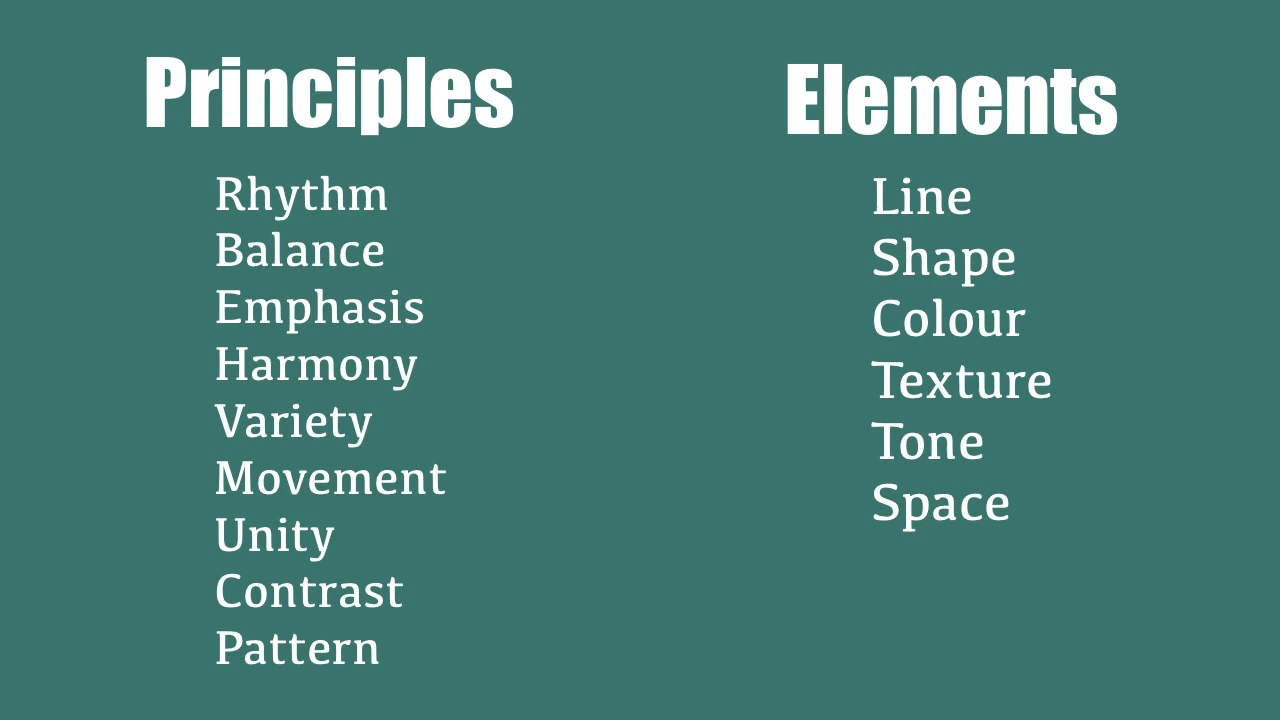 Principles
Rhythm
Balance
Emphasis
Harmony
Variety
Movement
Unity
Contrast
Pattern
Elements
Line
Shape
Colour
Texture
Tone
Space